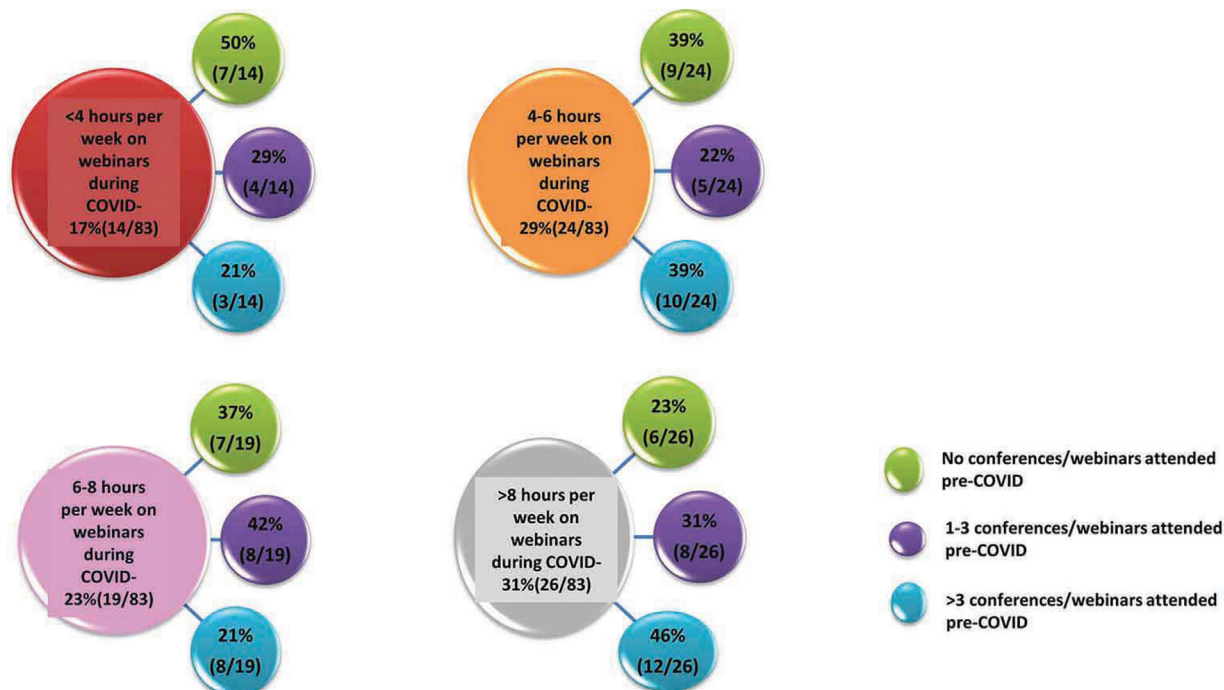 50%
(7/14)
<4 hours per
week on
webinars
during
COVID-
17%(14/83)
29%
(4/14)
21%
(3/14)
39%
(9/24)
4-6 hours
per week on
webinars
during
COVID-
29%(24/83)
22%
(5/24)
39%
(10/24)
37%
(7/19)
6-8 hours
per week on
webinars
during
COVID-
23%(19/83)
42%
(8/19)
21%
(8/19)
23%
(6/26)
>8 hours per
week on
webinars
during COVID-
31%(26/83)
31%
(8/26)
46%
(12/26)
No conferences/webinars attended
pre-COVID
1-3 conferences/webinars attended
pre-COVID
>3 conferences/webinars attended
pre-COVID